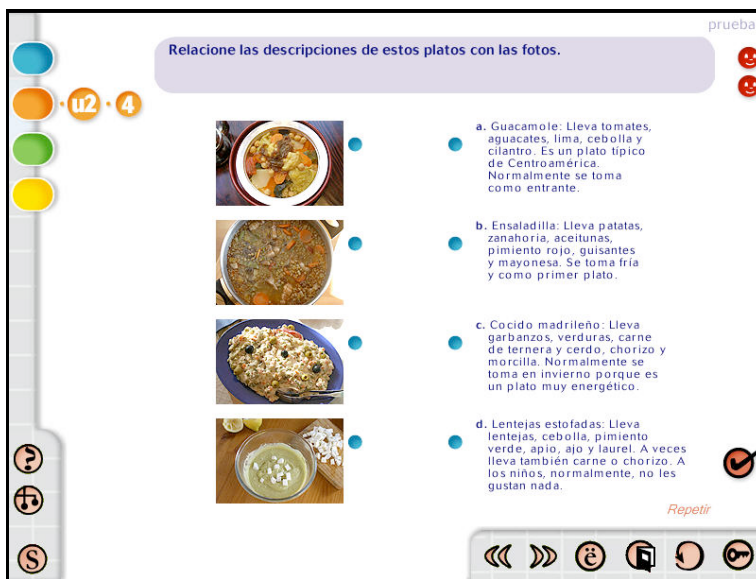 prueba
Relacione las descripciones de estos platos con las fotos.
u2 · 4
a. Guacamole: Lleva tomates,
aguacates, lima, cebolla y
cilantro. Es un plato típico
de Centroamérica.
Normalmente se toma
como entrante.
b. Ensaladilla: Lleva patatas,
zanahoria, aceitunas,
pimiento rojo, guisantes
y mayonesa. Se toma fría
y como primer plato.
c. Cocido madrileño: Lleva
garbanzos, verduras, carne
de ternera y cerdo, chorizo y
morcilla. Normalmente se
toma en invierno porque es
un plato muy energético.
d. Lentejas estofadas: Lleva
lentejas, cebolla, pimiento
verde, apio, ajo y laurel. A veces
lleva también carne o chorizo. A
los niños, normalmente, no les
gustan nada.
Repetir
?
S
ë